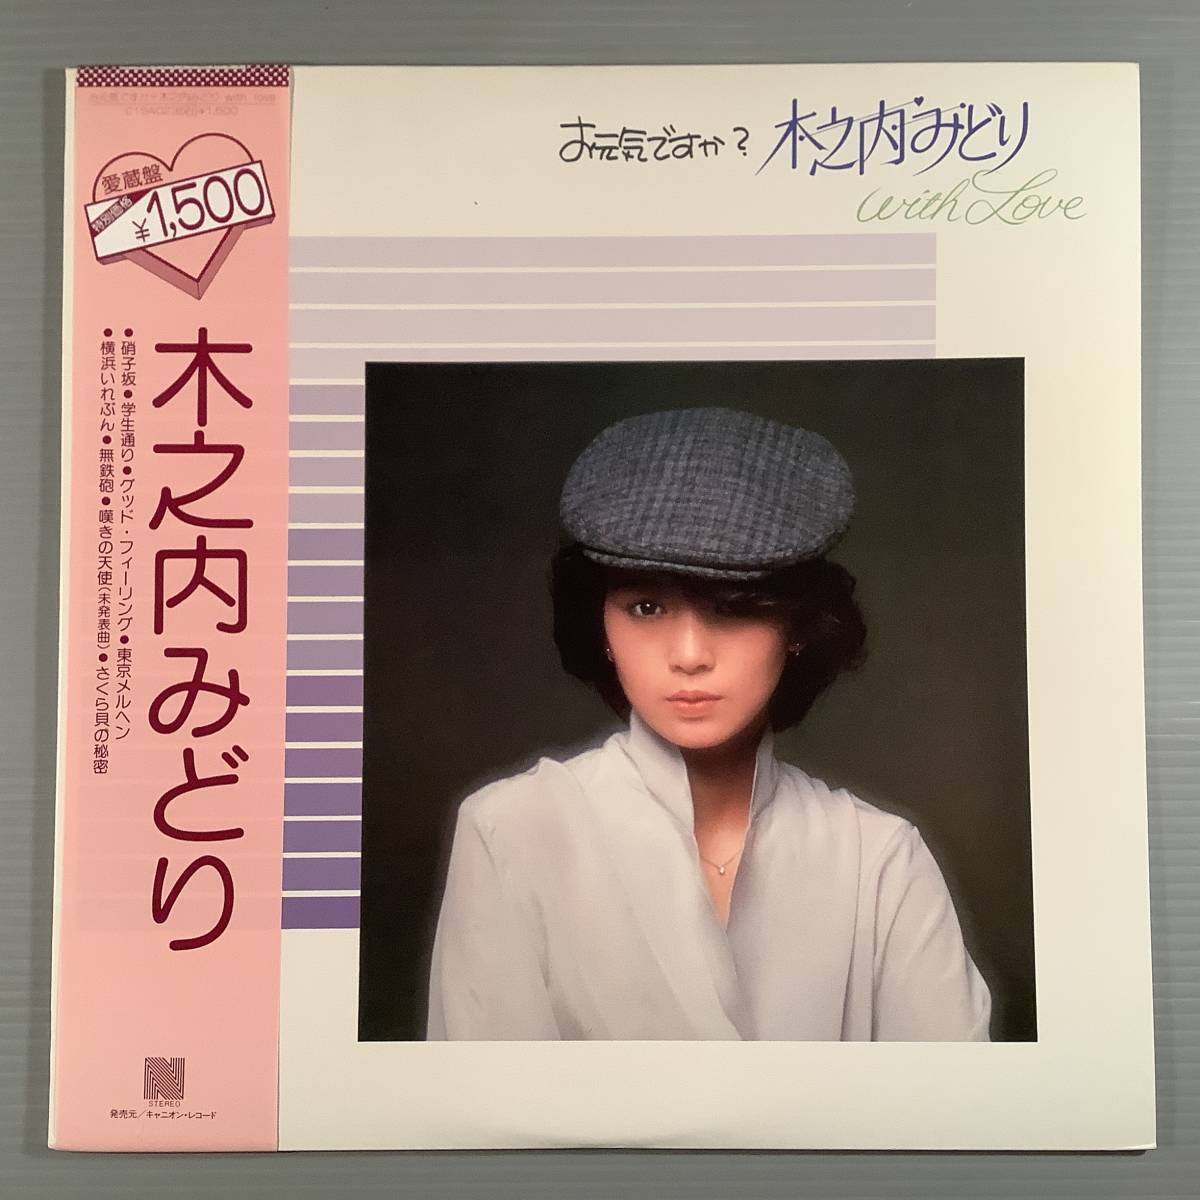 お元気ですか? 木之内みどり
with Love
愛蔵盤
特別価格
¥1,500
木之内みどり
●硝子坂●学生通り●グッド・フィーリング●東京メルヘン
●横浜いれぶん●無鉄砲●嘆きの天使(未発表曲)●さくら貝の秘密
N
STEREO
発売元/キャニオン・レコード